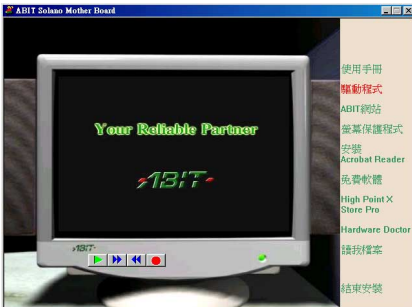 ABIT Solano Mother Board
Your Reliable Partner
ABIT
ABIT
使用手冊
驅動程式
ABIT網站
螢幕保護程式
安裝
Acrobat Reader
免費軟體
High Point X
Store Pro
Hardware Doctor
讀我檔案
結束安裝